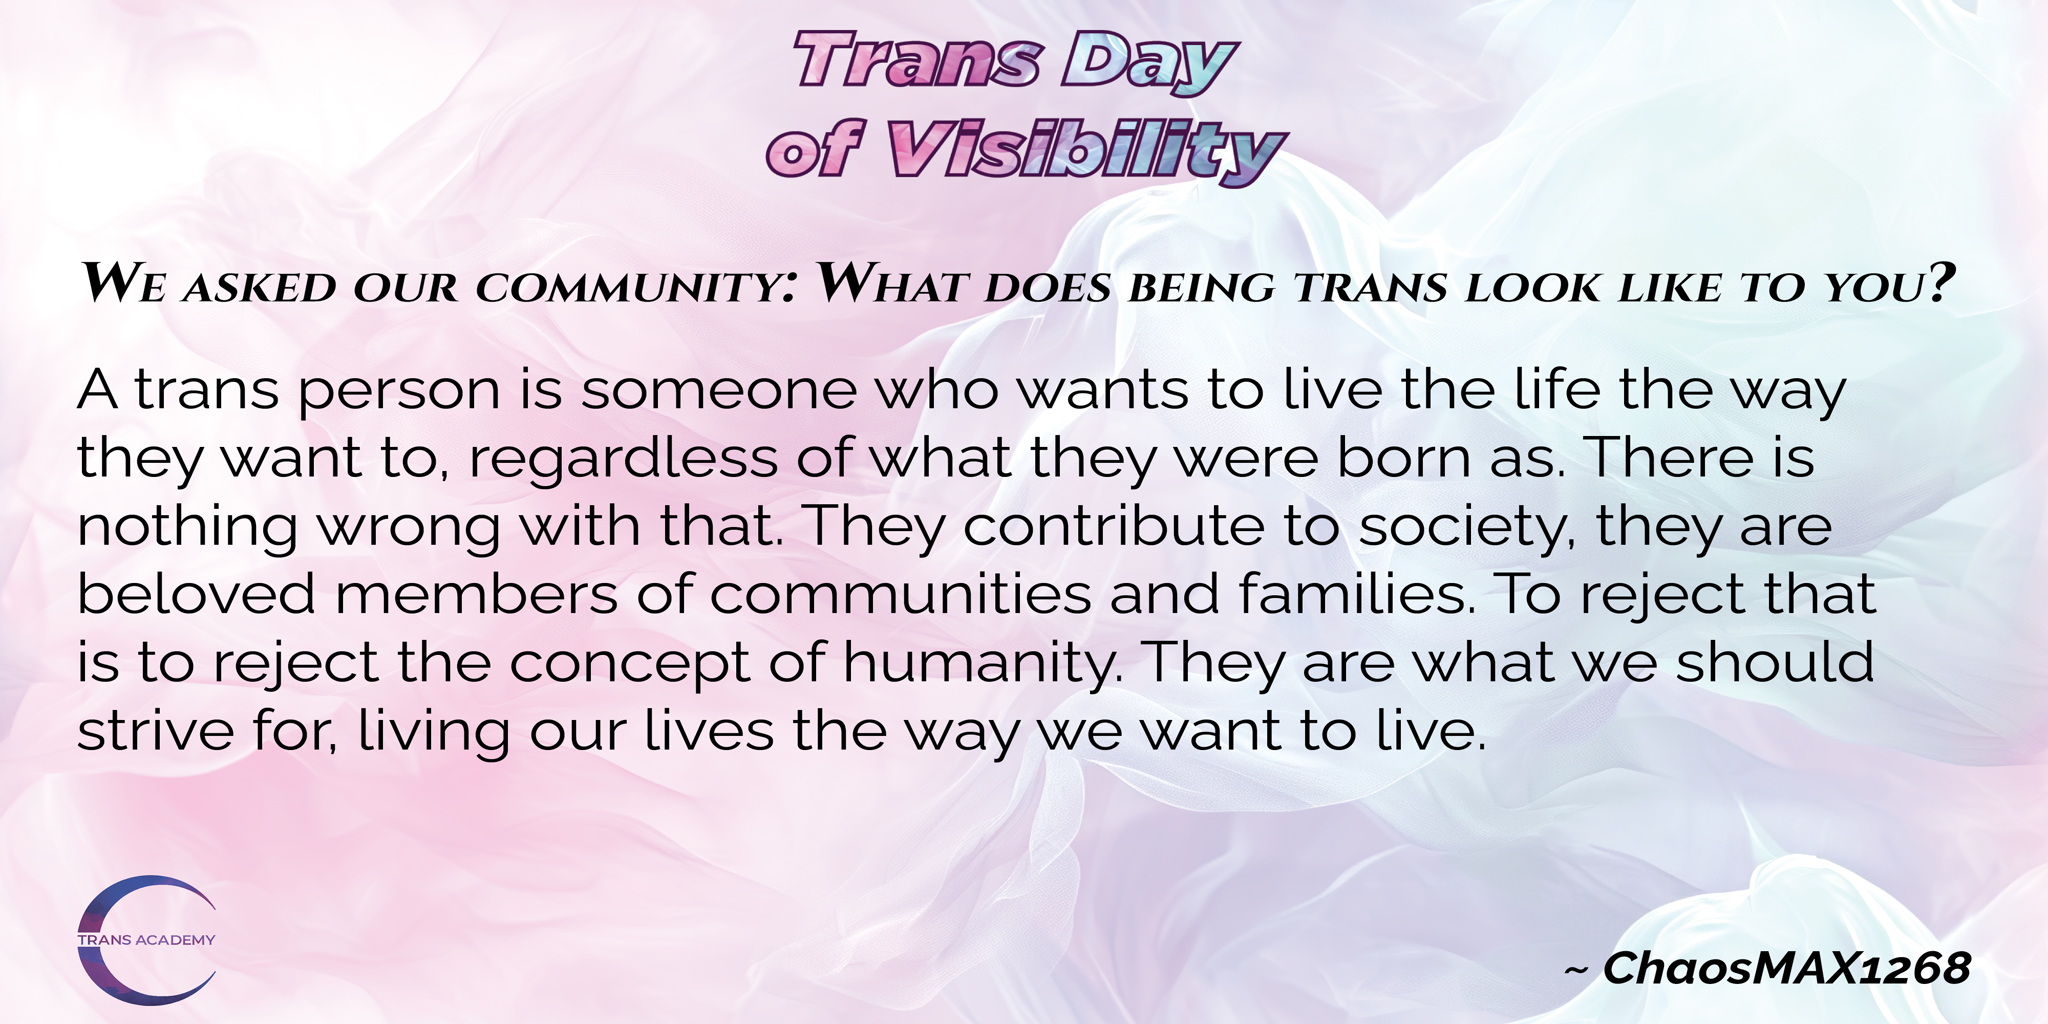 Trans Day
of Visibility
We asked our community: What does being trans look like to you?
A trans person is someone who wants to live the life the way
they want to, regardless of what they were born as. There is
nothing wrong with that. They contribute to society, they are
beloved members of communities and families. To reject that
is to reject the concept of humanity. They are what we should
strive for, living our lives the way we want to live.
TRANS ACADEMY
~ ChaosMAX1268